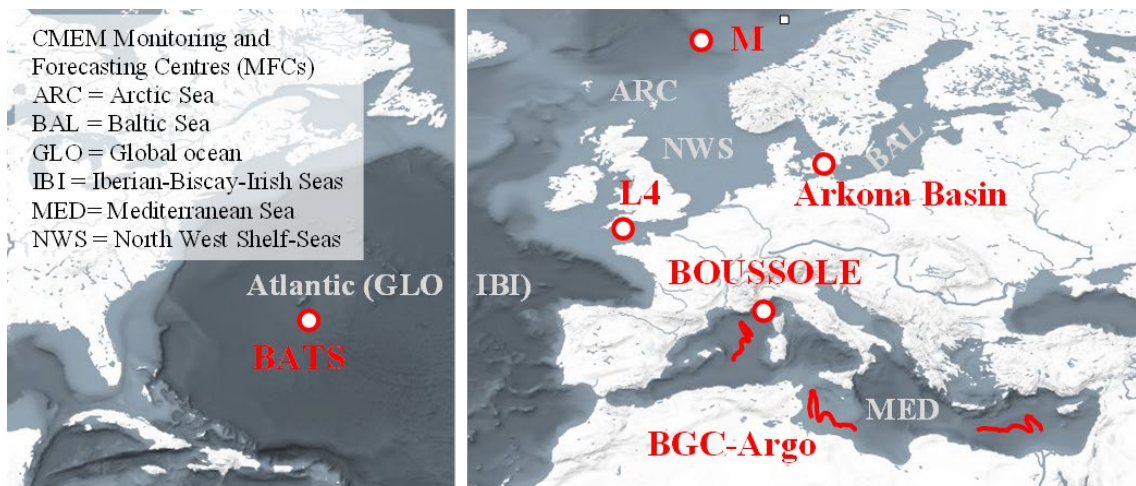 CMEM Monitoring and
Forecasting Centres (MFCs)
ARC = Arctic Sea
BAL = Baltic Sea
GLO = Global ocean
IBI = Iberian-Biscay-Irish Seas
MED= Mediterranean Sea
NWS = North West Shelf-Seas
Atlantic (GLO
BATS
M
ARC
NWS
BAL
L4
Arkona Basin
BOUSSOLE
IBI)
MED
BGC-Argo